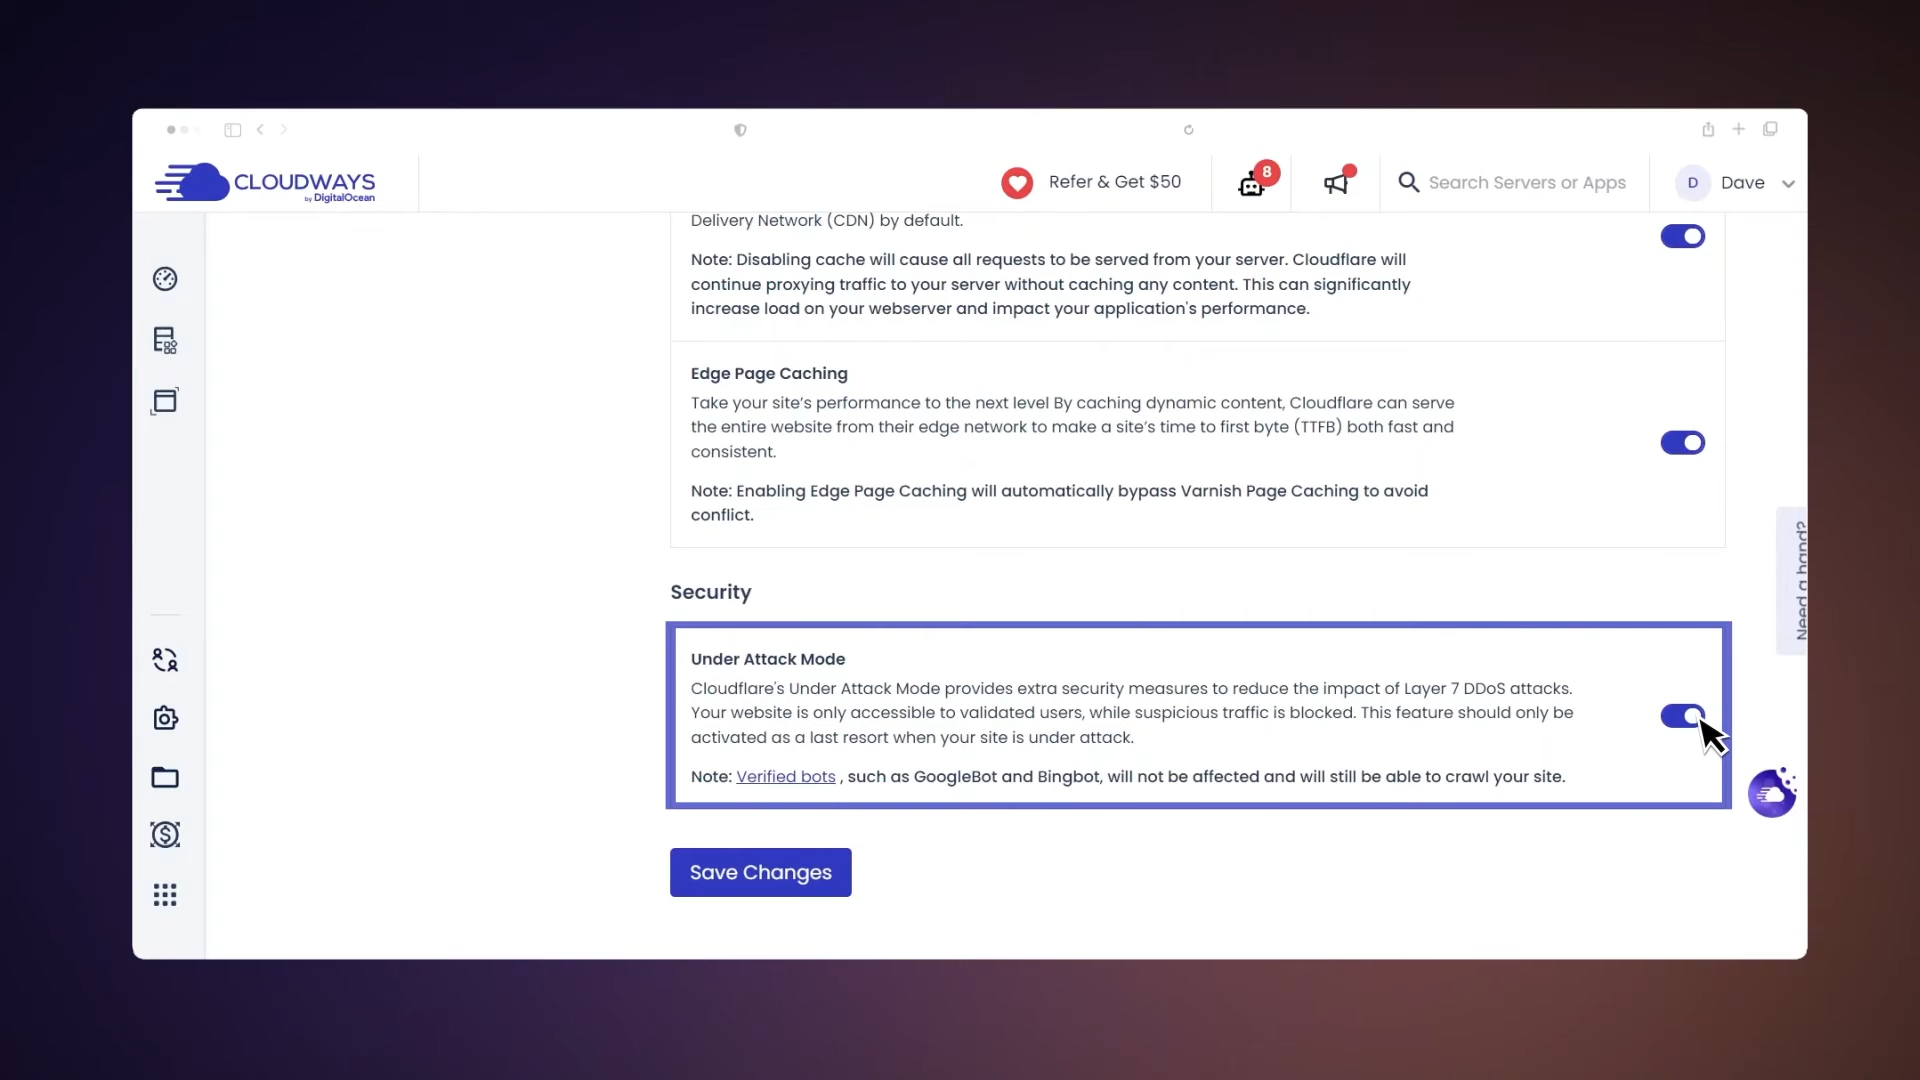 CLOUDWAYS
by DigitalOcean
Refer & Get $50
8
Search Servers or Apps
D
Dave
Delivery Network (CDN) by default.
Note: Disabling cache will cause all requests to be served from your server. Cloudflare will
continue proxying traffic to your server without caching any content. This can significantly
increase load on your webserver and impact your application's performance.
Edge Page Caching
Take your site’s performance to the next level By caching dynamic content, Cloudflare can serve
the entire website from their edge network to make a site’s time to first byte (TTFB) both fast and
consistent.
Note: Enabling Edge Page Caching will automatically bypass Varnish Page Caching to avoid
conflict.
Need a hand?
Security
Under Attack Mode
Cloudflare's Under Attack Mode provides extra security measures to reduce the impact of Layer 7 DDoS attacks.
Your website is only accessible to validated users, while suspicious traffic is blocked. This feature should only be
activated as a last resort when your site is under attack.
Note: Verified bots , such as GoogleBot and Bingbot, will not be affected and will still be able to crawl your site.
Save Changes